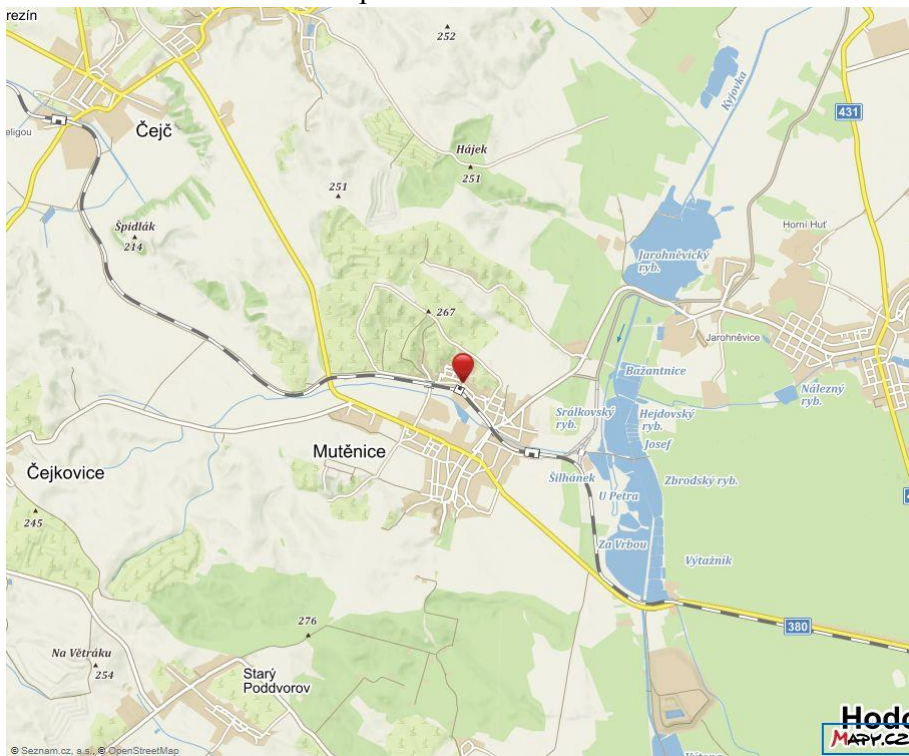 rezín
252
Kyjovka
431
eligou
Čejč
Hájek
251
251
Špidlák
214
Horní Huť
Jarohněvický
ryb.
267
Jarohněvice
Bažantnice
Nálezný
ryb.
Srálkovský
ryb.
Hejdovský
ryb.
Josef
Mutěnice
Čejkovice
Šilhánek
Zbrodský ryb.
U Petra
245
Za Vrbou
Výtažník
276
380
Na Větráku
254
Starý
Poddvorov
Hodo
MAPY.CZ
© Seznam.cz, a.s., © OpenStreetMap